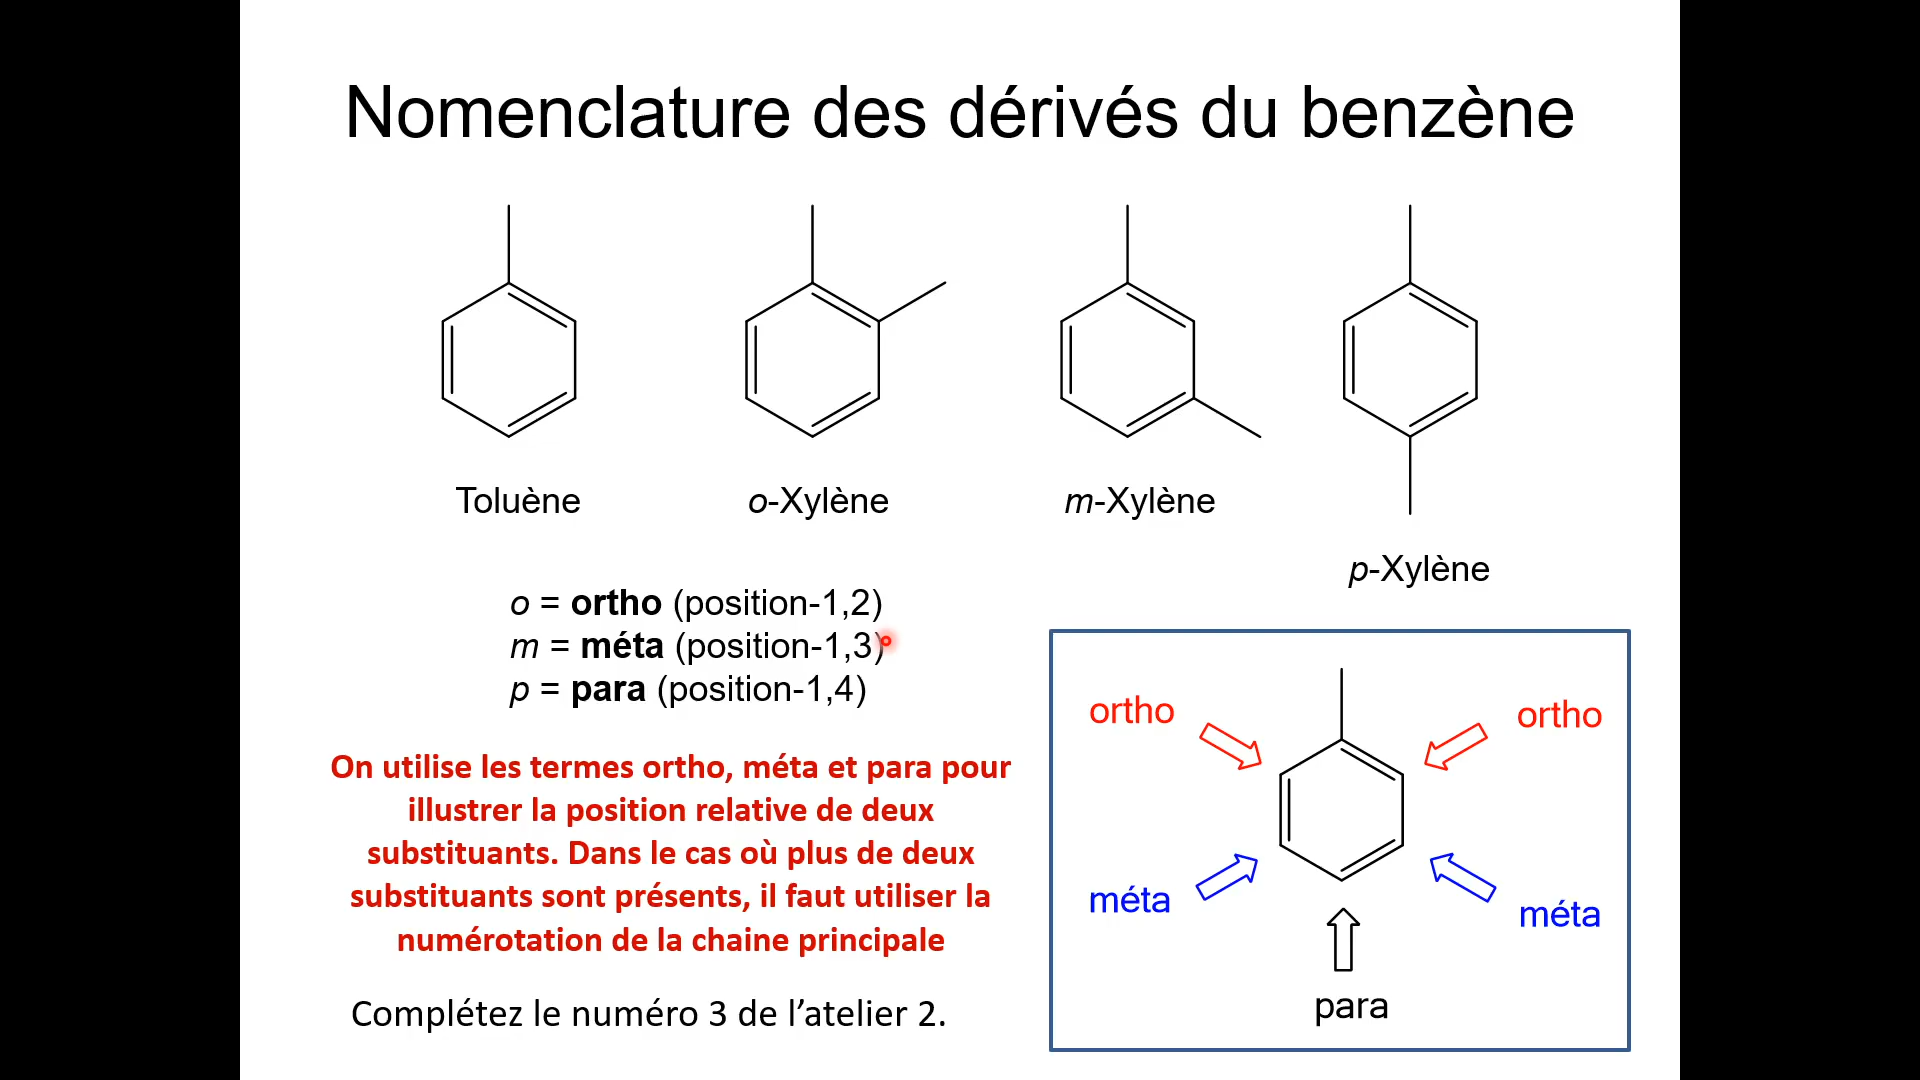 Nomenclature des dérivés du benzène
Toluène
o-Xylène
m-Xylène
p-Xylène
o = ortho (position-1,2)
m = méta (position-1,3)
p = para (position-1,4)
On utilise les termes ortho, méta et para pour
illustrer la position relative de deux
substituants. Dans le cas où plus de deux
substituants sont présents, il faut utiliser la
numérotation de la chaine principale
Complétez le numéro 3 de l’atelier 2.
ortho
ortho
méta
méta
para